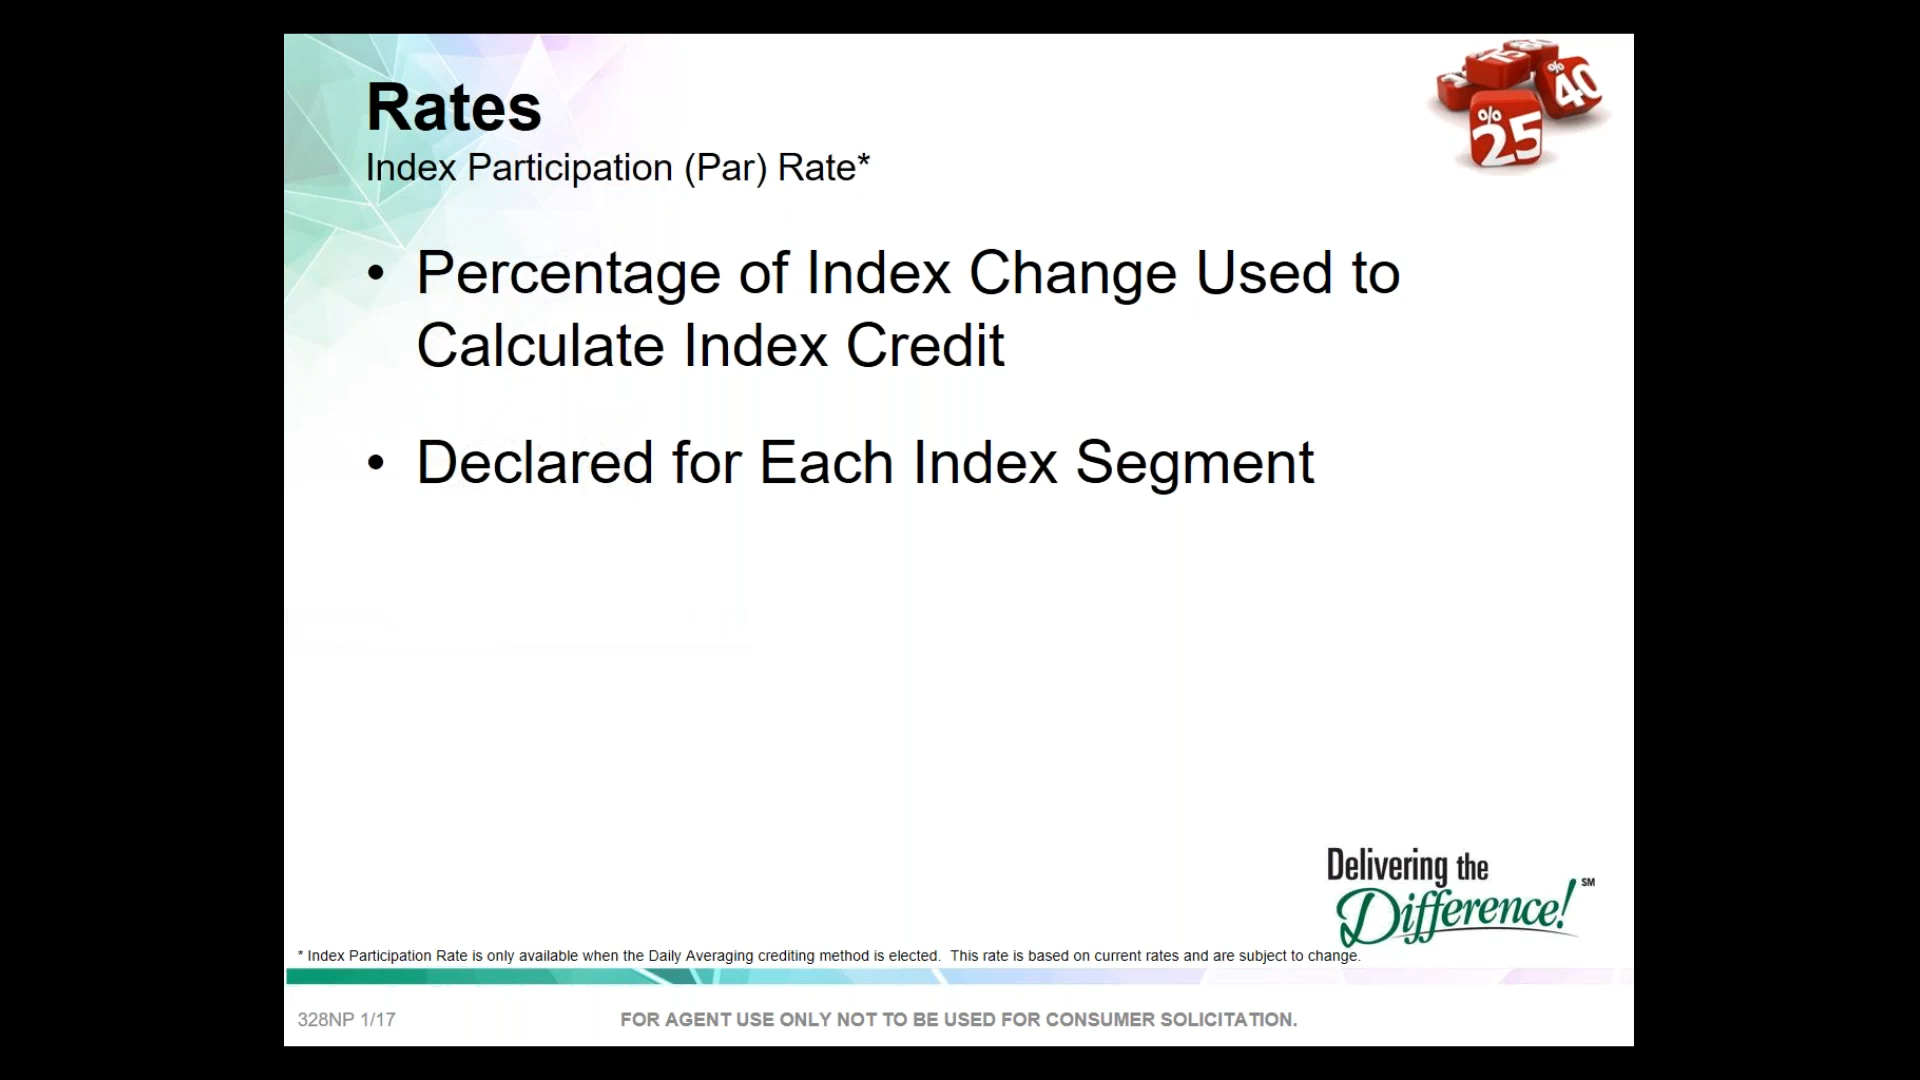 Rates
Index Participation (Par) Rate*
% 40
% 25
• Percentage of Index Change Used to
Calculate Index Credit
• Declared for Each Index Segment
Delivering the
Difference! SM
* Index Participation Rate is only available when the Daily Averaging crediting method is elected.  This rate is based on current rates and are subject to change.
328NP 1/17
FOR AGENT USE ONLY NOT TO BE USED FOR CONSUMER SOLICITATION.